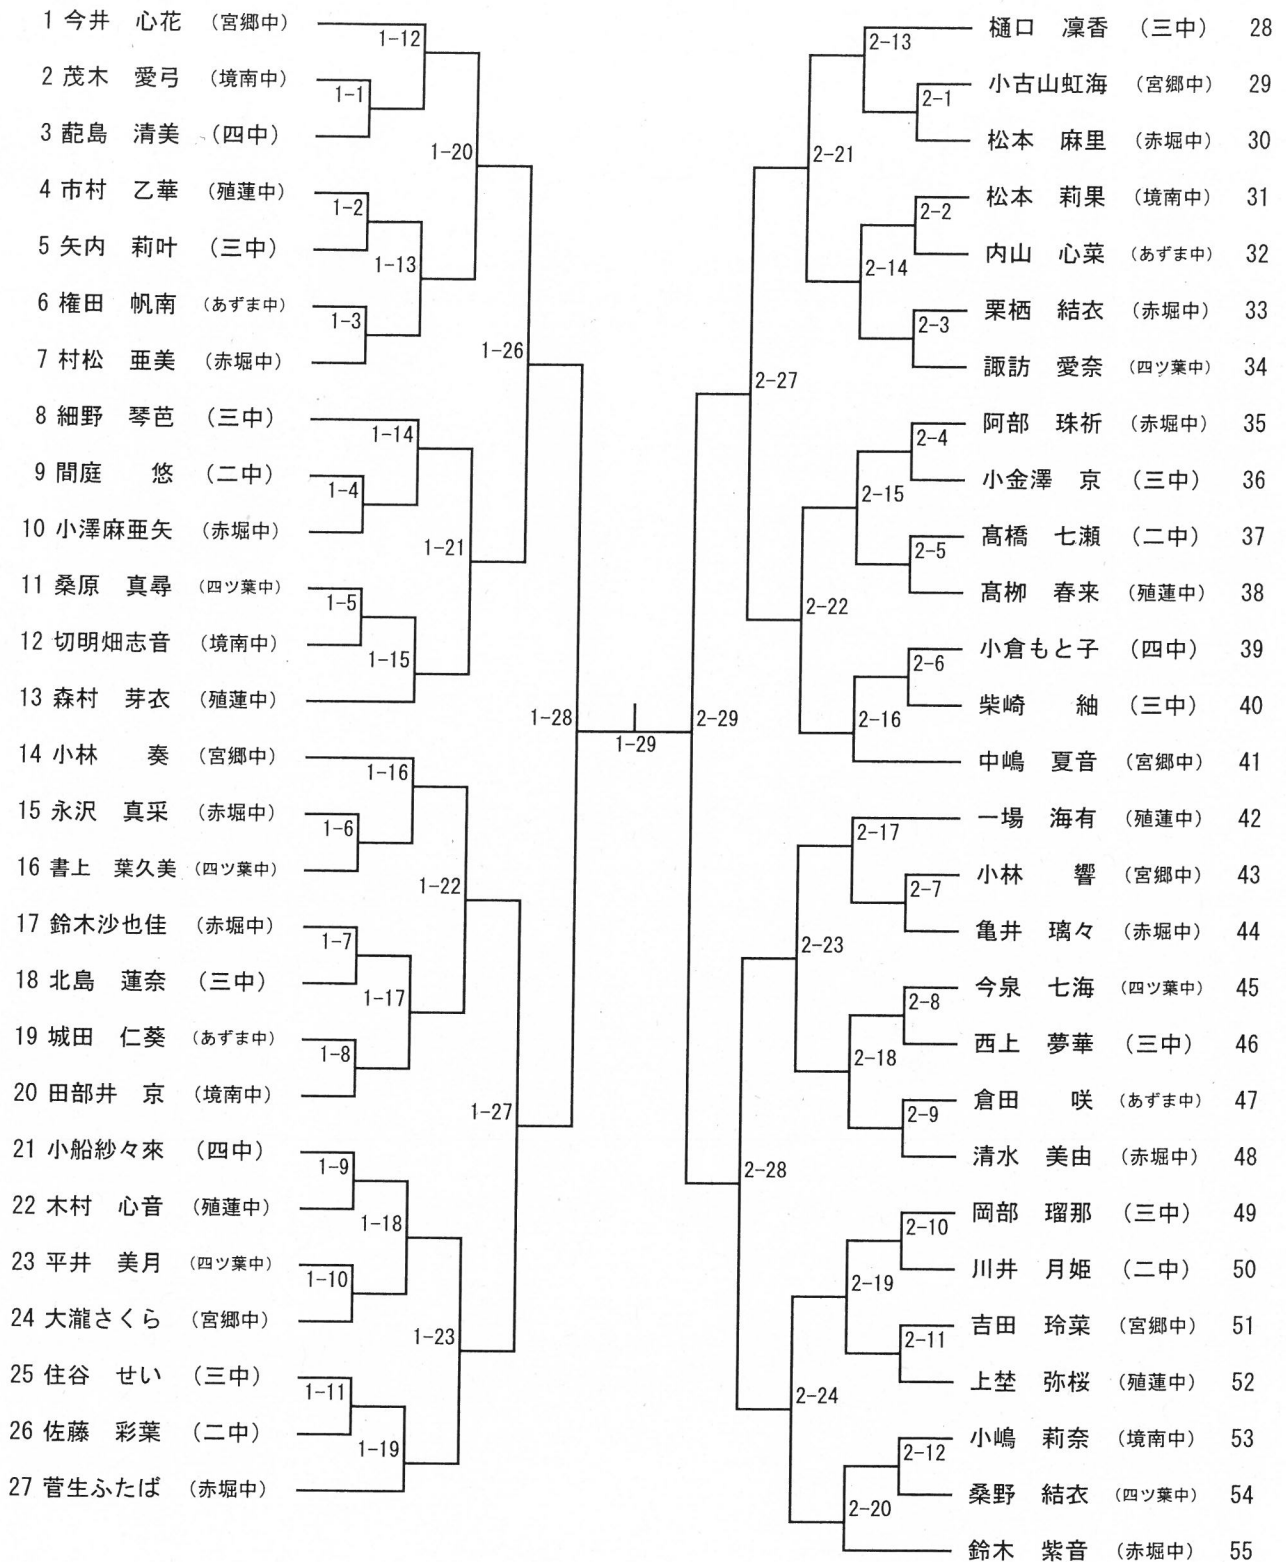 1 今井　心花 （宮郷中）
1-12
2 茂木　愛弓 （境南中）
1-1
3 蓜島　清美 （四中）
1-20
4 市村　乙華 （殖蓮中）
1-2
5 矢内　莉叶 （三中）
1-13
6 権田　帆南 （あずま中）
1-3
7 村松　亜美 （赤堀中）
1-26
8 細野　琴芭 （三中）
1-14
9 間庭　　悠 （二中）
1-4
10 小澤麻亜矢 （赤堀中）
1-21
11 桑原　真尋 （四ツ葉中）
1-5
12 切明畑志音 （境南中）
1-15
13 森村　芽衣 （殖蓮中）
1-28
14 小林　　奏 （宮郷中）
1-16
15 永沢　真采 （赤堀中）
1-6
16 書上　葉久美 （四ツ葉中）
1-22
17 鈴木沙也佳 （赤堀中）
1-7
18 北島　蓮奈 （三中）
1-17
19 城田　仁葵 （あずま中）
1-8
20 田部井　京 （境南中）
1-27
21 小船紗々來 （四中）
1-9
22 木村　心音 （殖蓮中）
1-18
23 平井　美月 （四ツ葉中）
1-10
24 大瀧さくら （宮郷中）
1-23
25 住谷　せい （三中）
1-11
26 佐藤　彩葉 （二中）
1-19
27 菅生ふたば （赤堀中）
1-29
樋口　凜香 （三中） 28
2-13
小古山虹海 （宮郷中） 29
2-1
松本　麻里 （赤堀中） 30
2-21
松本　莉果 （境南中） 31
2-2
内山　心菜 （あずま中） 32
2-14
栗栖　結衣 （赤堀中） 33
2-3
諏訪　愛奈 （四ツ葉中） 34
2-27
阿部　珠祈 （赤堀中） 35
2-4
小金澤　京 （三中） 36
2-15
髙橋　七瀬 （二中） 37
2-5
髙栁　春来 （殖蓮中） 38
2-22
小倉もと子 （四中） 39
2-6
柴崎　　紬 （三中） 40
2-16
中嶋　夏音 （宮郷中） 41
2-29
一場　海有 （殖蓮中） 42
2-17
小林　　響 （宮郷中） 43
2-7
亀井　璃々 （赤堀中） 44
2-23
今泉　七海 （四ツ葉中） 45
2-8
西上　夢華 （三中） 46
2-18
倉田　　咲 （あずま中） 47
2-9
清水　美由 （赤堀中） 48
2-28
岡部　瑠那 （三中） 49
2-10
川井　月姫 （二中） 50
2-19
吉田　玲菜 （宮郷中） 51
2-11
上埜　弥桜 （殖蓮中） 52
2-24
小嶋　莉奈 （境南中） 53
2-12
桑野　結衣 （四ツ葉中） 54
2-20
鈴木　紫音 （赤堀中） 55